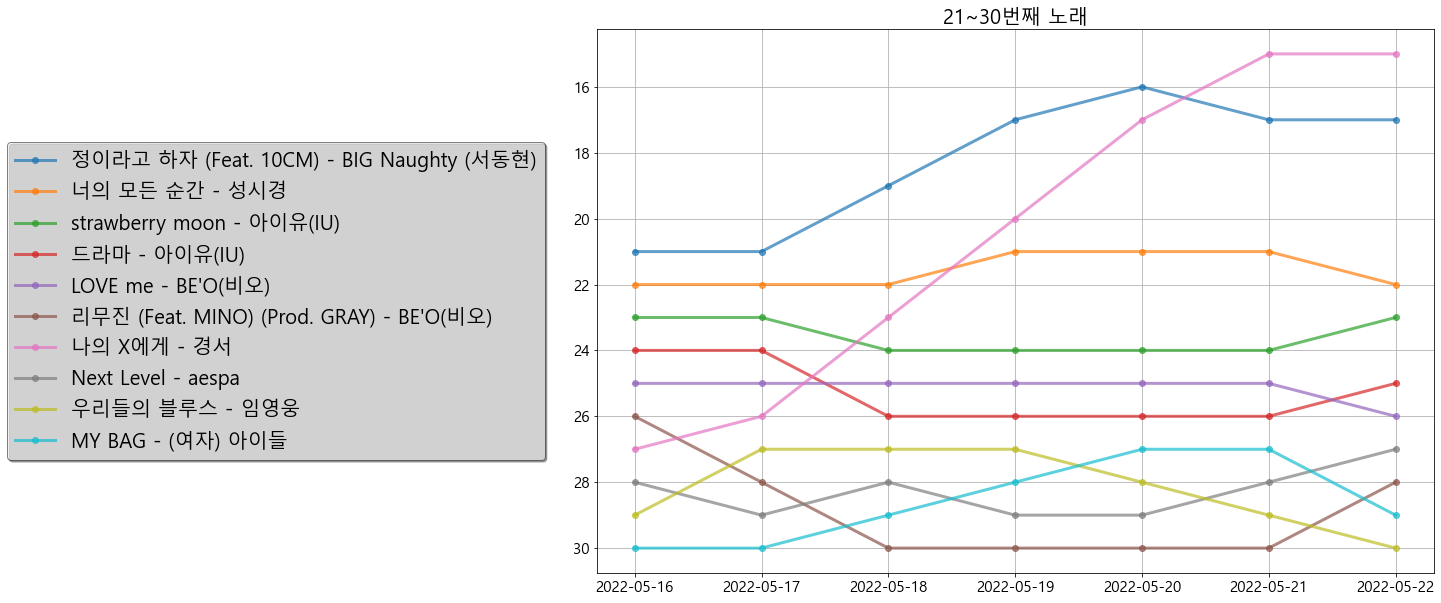 21~30번째 노래
정이라고 하자 (Feat. 10CM) - BIG Naughty (서동현)
너의 모든 순간 - 성시경
strawberry moon - 아이유(IU)
드라마 - 아이유(IU)
LOVE me - BE'O(비오)
리무진 (Feat. MINO) (Prod. GRAY) - BE'O(비오)
나의 X에게 - 경서
Next Level - aespa
우리들의 블루스 - 임영웅
MY BAG - (여자) 아이들
16
18
20
22
24
26
28
30
2022-05-16 2022-05-17 2022-05-18 2022-05-19 2022-05-20 2022-05-21 2022-05-22